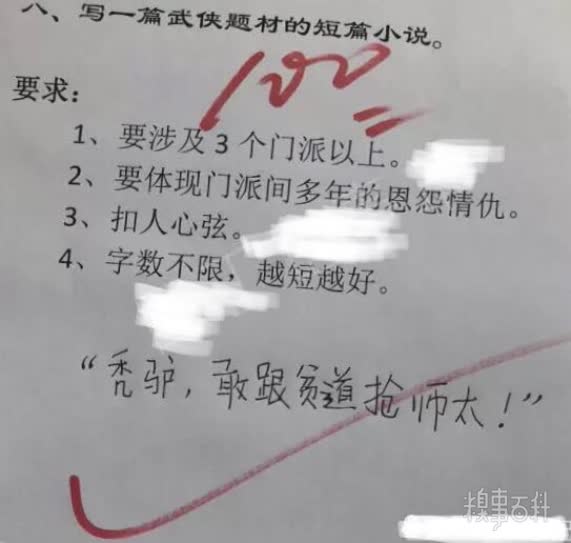 八、写一篇武侠题材的短篇小说。
100
要求：
1、要涉及3个门派以上。
2、要体现门派间多年的恩怨情仇。
3、扣人心弦。
4、字数不限，越短越好。
“秃驴，敢跟贫道抢师太！”
糗事百科